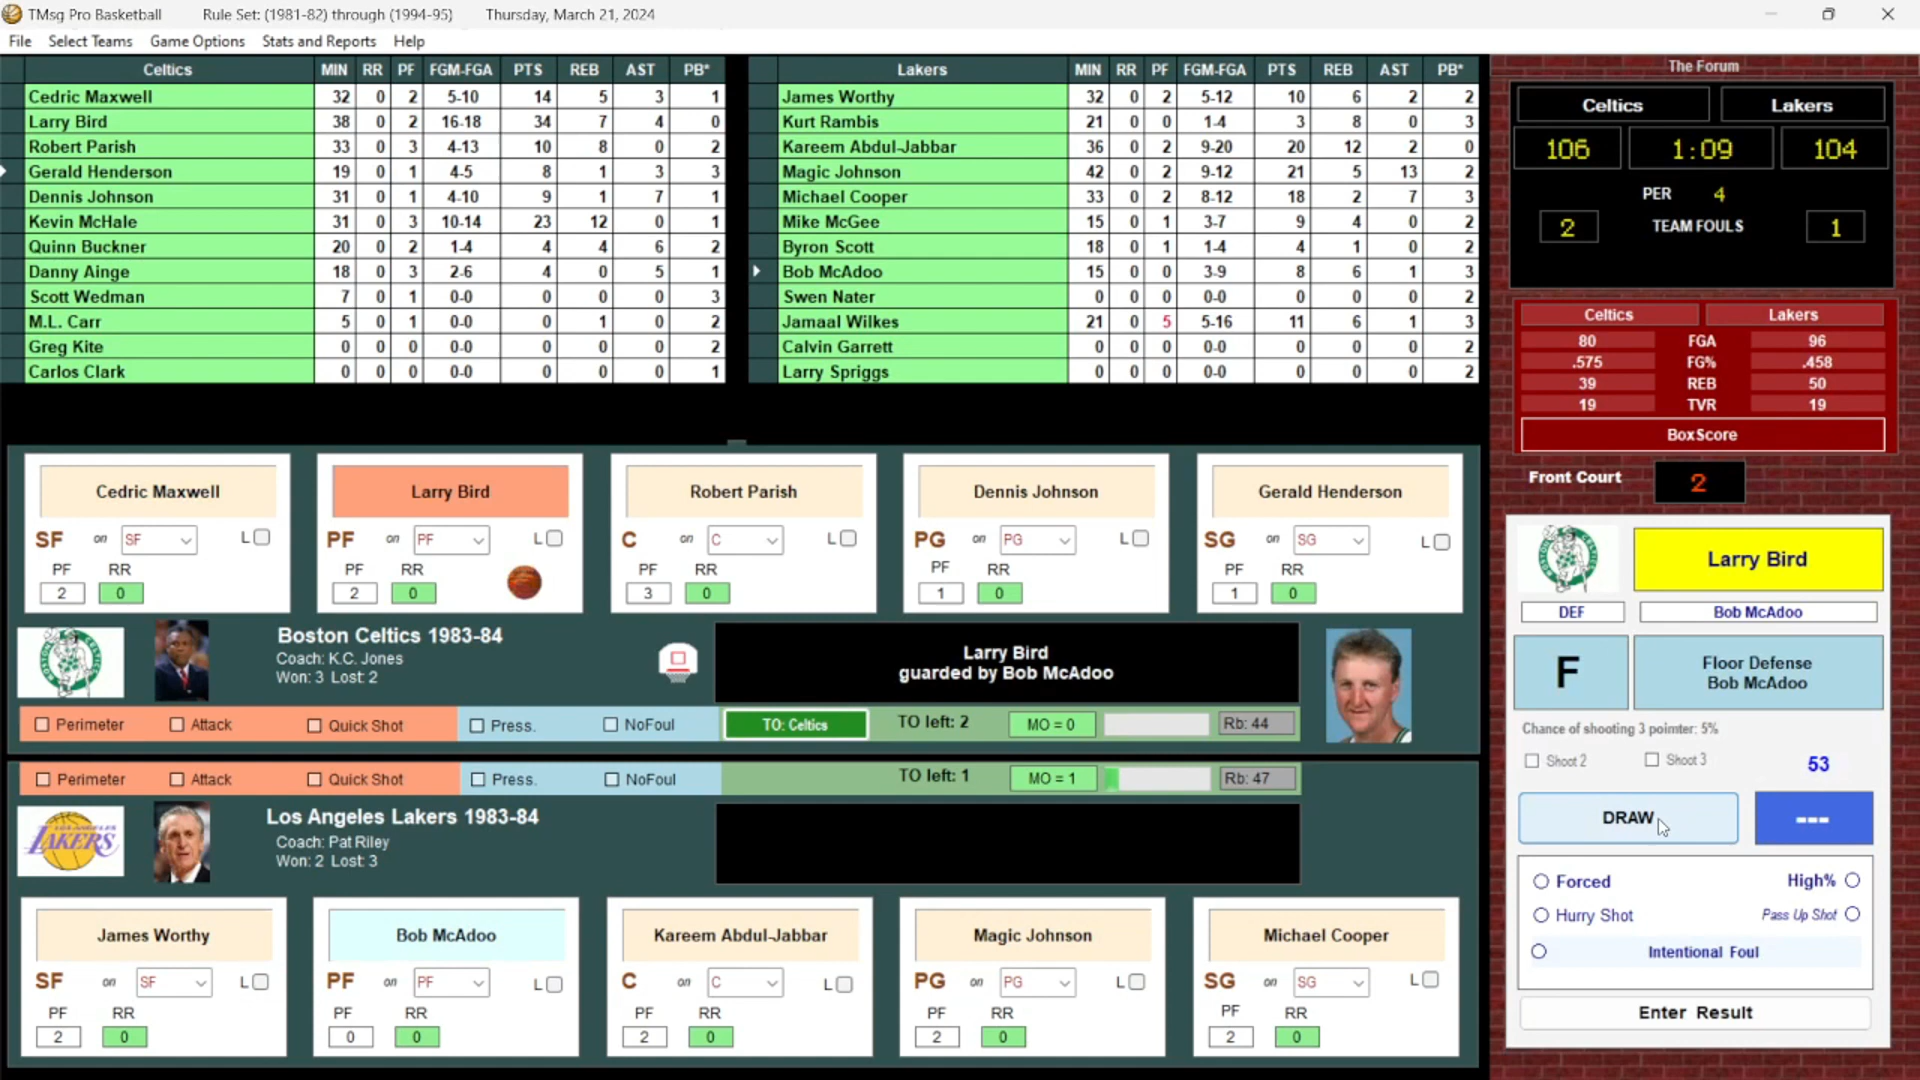 TMsg Pro Basketball Rule Set: (1981-82) through (1994-95) Thursday, March 21, 2024
File Select Teams Game Options Stats and Reports Help
Celtics MIN RR PF FGM-FGA PTS REB AST PB*
Cedric Maxwell 32 0 2 5-10 14 5 3 1
Larry Bird 38 0 2 16-18 34 7 4 0
Robert Parish 33 0 3 4-13 10 8 0 2
Gerald Henderson 19 0 1 4-5 8 1 3 3
Dennis Johnson 31 0 1 4-10 9 1 7 1
Kevin McHale 31 0 3 10-14 23 12 0 1
Quinn Buckner 20 0 2 1-4 4 4 6 2
Danny Ainge 18 0 3 2-6 4 0 5 1
Scott Wedman 7 0 1 0-0 0 0 0 3
M.L. Carr 5 0 1 0-0 0 1 0 2
Greg Kite 0 0 0 0-0 0 0 0 2
Carlos Clark 0 0 0 0-0 0 0 0 1
Lakers MIN RR PF FGM-FGA PTS REB AST PB*
James Worthy 32 0 2 5-12 10 6 2 2
Kurt Rambis 21 0 0 1-4 3 8 0 3
Kareem Abdul-Jabbar 36 0 2 9-20 20 12 2 0
Magic Johnson 42 0 2 9-12 21 5 13 2
Michael Cooper 33 0 2 8-12 18 2 7 3
Mike McGee 15 0 1 3-7 9 4 0 2
Byron Scott 18 0 1 1-4 4 1 0 2
Bob McAdoo 15 0 0 3-9 8 6 1 3
Swen Nater 0 0 0 0-0 0 0 0 2
Jamaal Wilkes 21 0 5 5-16 11 6 1 3
Calvin Garrett 0 0 0 0-0 0 0 0 2
Larry Spriggs 0 0 0 0-0 0 0 0 2
The Forum
Celtics Lakers
106 1:09 104
PER 4
2 TEAM FOULS 1
Celtics Lakers
80 FGA 96
.575 FG% .458
39 REB 50
19 TVR 19
BoxScore
Front Court 2
Larry Bird
DEF Bob McAdoo
F Floor Defense
Bob McAdoo
Chance of shooting 3 poimter: 5%
Shoot 2 Shoot 3 53
DRAW ---
Forced High%
Hurry Shot Pass Up Shot
Intentional Foul
Enter Result
Cedric Maxwell Larry Bird Robert Parish Dennis Johnson Gerald Henderson
SF on SF L PF on PF L C on C L PG on PG L SG on SG L
PF RR PF RR PF RR PF RR PF RR
2 0 2 0 3 0 1 0 1 0
Boston Celtics 1983-84
Coach: K.C. Jones
Won: 3 Lost: 2
Larry Bird
guarded by Bob McAdoo
Perimeter Attack Quick Shot Press. NoFoul TO: Celtics TO left: 2 MO = 0 Rb: 44
Perimeter Attack Quick Shot Press. NoFoul TO left: 1 MO = 1 Rb: 47
LOS ANGELES
LAKERS
Los Angeles Lakers 1983-84
Coach: Pat Riley
Won: 2 Lost: 3
James Worthy Bob McAdoo Kareem Abdul-Jabbar Magic Johnson Michael Cooper
SF on SF L PF on PF L C on C L PG on PG L SG on SG L
PF RR PF RR PF RR PF RR PF RR
2 0 0 0 2 0 2 0 2 0